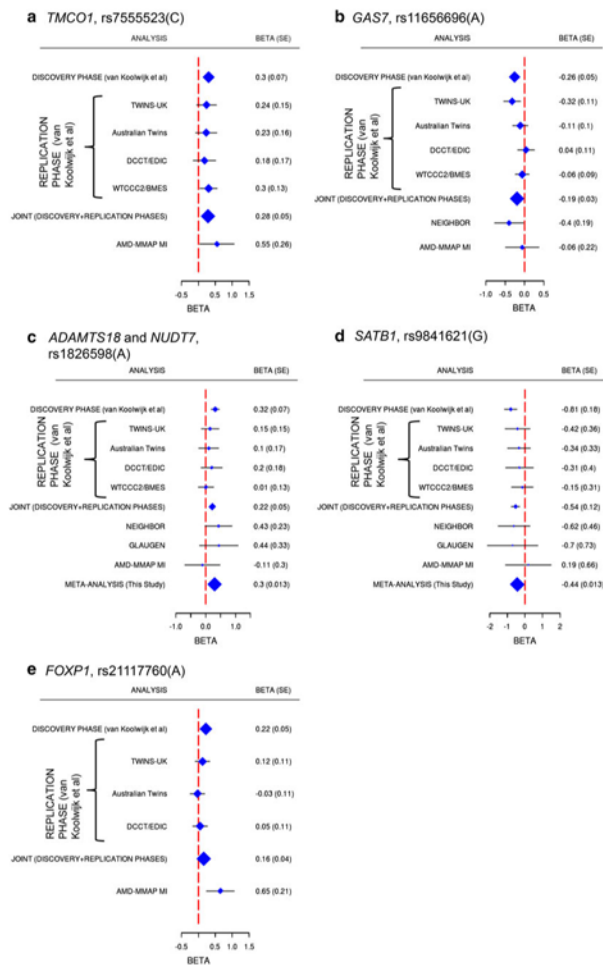 a TMCO1, rs7555523(C)
ANALYSIS BETA (SE)
DISCOVERY PHASE (van Koolwijk et al) 0.3 (0.07)
REPLICATION
PHASE (van
Koolwijk et al)
TWINS-UK 0.24 (0.15)
Australian Twins 0.23 (0.16)
DCCT/EDIC 0.18 (0.17)
WTCCC2/BMES 0.3 (0.13)
JOINT (DISCOVERY+REPLICATION PHASES) 0.28 (0.05)
AMD-MMAP MI 0.55 (0.26)
-0.5 0.0 0.5 1.0 1.5
BETA
b GAS7, rs11656696(A)
ANALYSIS BETA (SE)
DISCOVERY PHASE (van Koolwijk et al) -0.26 (0.05)
REPLICATION
PHASE (van
Koolwijk et al)
TWINS-UK -0.32 (0.11)
Australian Twins -0.11 (0.1)
DCCT/EDIC 0.04 (0.11)
WTCCC2/BMES -0.06 (0.09)
JOINT (DISCOVERY+REPLICATION PHASES) -0.19 (0.03)
NEIGHBOR -0.4 (0.19)
AMD-MMAP MI -0.06 (0.22)
-1.0 -0.5 0.0 0.5
BETA
c ADAMTS18 and NUDT7,
rs1826598(A)
ANALYSIS BETA (SE)
DISCOVERY PHASE (van Koolwijk et al) 0.32 (0.07)
REPLICATION
PHASE (van
Koolwijk et al)
TWINS-UK 0.15 (0.15)
Australian Twins 0.1 (0.17)
DCCT/EDIC 0.2 (0.18)
WTCCC2/BMES 0.01 (0.13)
JOINT (DISCOVERY+REPLICATION PHASES) 0.22 (0.05)
NEIGHBOR 0.43 (0.23)
GLAUGEN 0.44 (0.33)
AMD-MMAP MI -0.11 (0.3)
META-ANALYSIS (This Study) 0.3 (0.013)
-1.0 0.0 1.0
BETA
d SATB1, rs9841621(G)
ANALYSIS BETA (SE)
DISCOVERY PHASE (van Koolwijk et al) -0.81 (0.18)
REPLICATION
PHASE (van
Koolwijk et al)
TWINS-UK -0.42 (0.36)
Australian Twins -0.34 (0.33)
DCCT/EDIC -0.31 (0.4)
WTCCC2/BMES -0.15 (0.31)
JOINT (DISCOVERY+REPLICATION PHASES) -0.54 (0.12)
NEIGHBOR -0.62 (0.46)
GLAUGEN -0.7 (0.73)
AMD-MMAP MI 0.19 (0.66)
META-ANALYSIS (This Study) -0.44 (0.013)
-2 -1 0 1 2
BETA
e FOXP1, rs21117760(A)
ANALYSIS BETA (SE)
DISCOVERY PHASE (van Koolwijk et al) 0.22 (0.05)
REPLICATION
PHASE (van
Koolwijk et al)
TWINS-UK 0.12 (0.11)
Australian Twins -0.03 (0.11)
DCCT/EDIC 0.05 (0.11)
JOINT (DISCOVERY+REPLICATION PHASES) 0.16 (0.04)
AMD-MMAP MI 0.65 (0.21)
-0.5 0.0 0.5 1.0 1.5
BETA